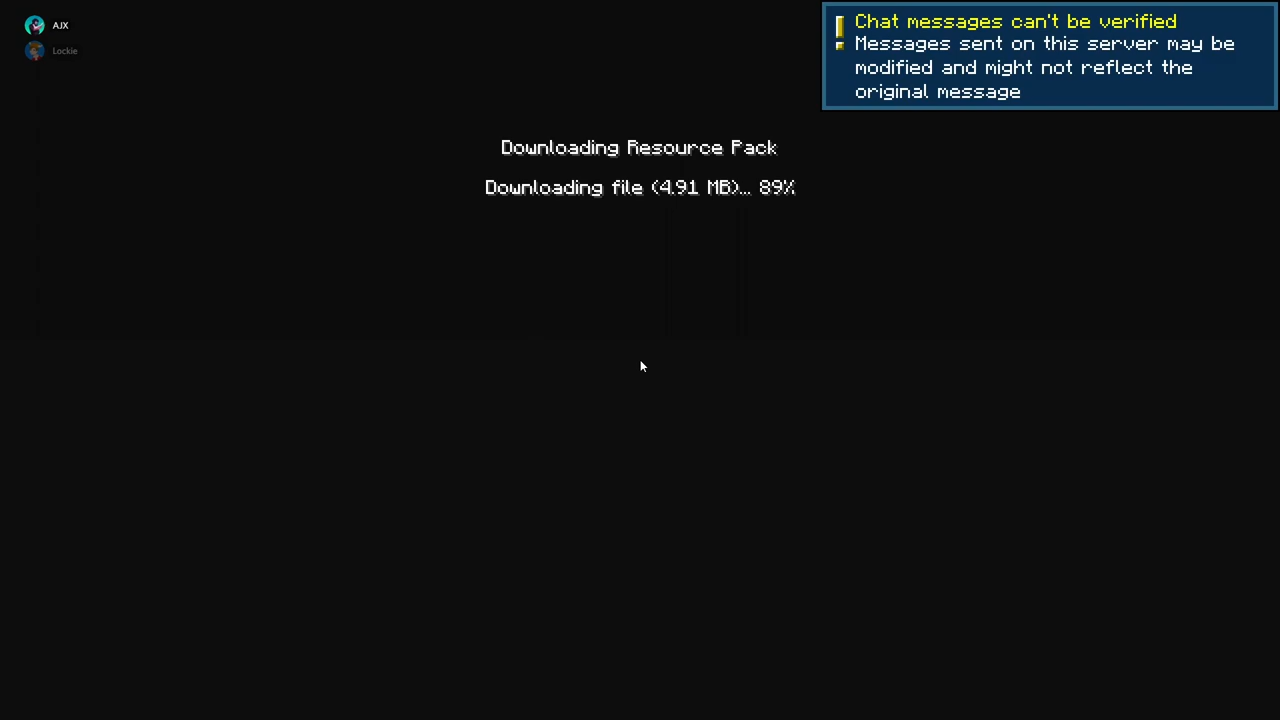 AJX
Lockie
Chat messages can't be verified
Messages sent on this server may be
modified and might not reflect the
original message
Downloading Resource Pack
Downloading file (4.91 MB)... 89%